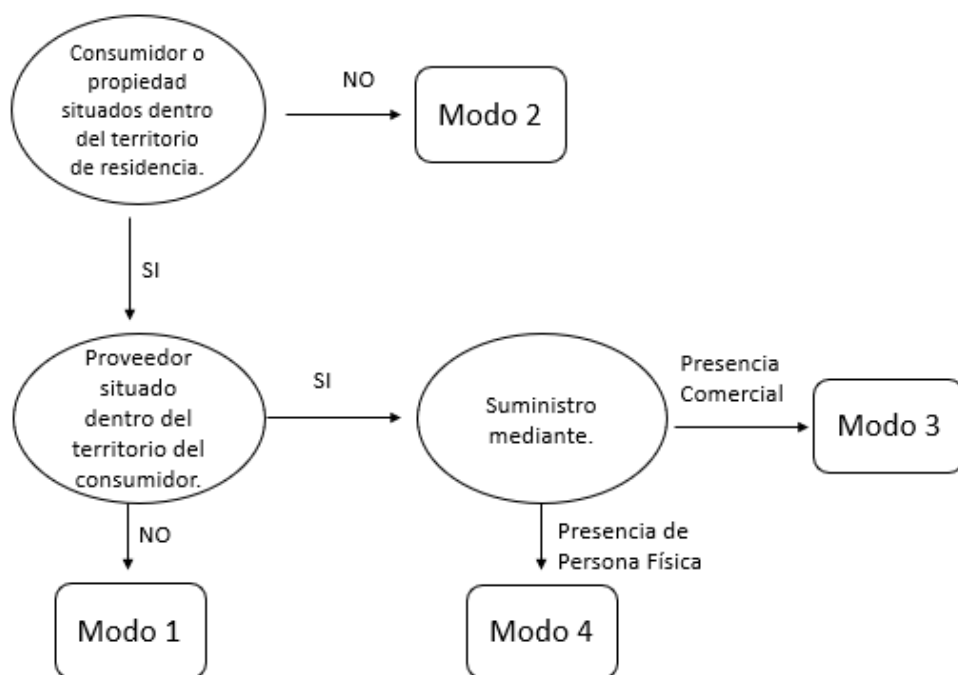 Consumidor o
propiedad
situados dentro
del territorio
de residencia.
NO
Modo 2
SI
Proveedor
situado
dentro del
territorio del
consumidor.
SI
Suministro
mediante.
Presencia
Comercial
Modo 3
NO
Presencia de
Persona Física
Modo 1
Modo 4